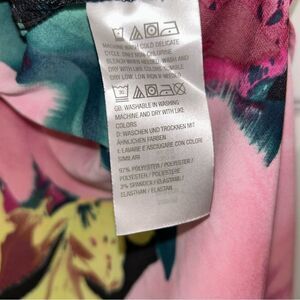 MACHINE WASH COLD DELICATE
CYCLE. ONLY NON-CHLORINE
BLEACH WHEN NEEDED. WASH AND
DRY WITH LIKE COLORS. TUMBLE
DRY LOW. LOW IRON IF NEEDED.
30
GB: WASHABLE IN WASHING
MACHINE AND DRY WITH LIKE
COLORS
D: WASCHEN UND TROCKNEN MIT
ÄHNLICHEN FARBEN
I: LAVARE E ASCIUGARE CON COLORI
SIMILARI
97% POLYESTER / POLYESTER /
POLYESTER / POLIESTERE
3% SPANDEX / ELASTANE /
ELASTHAN / ELASTAN